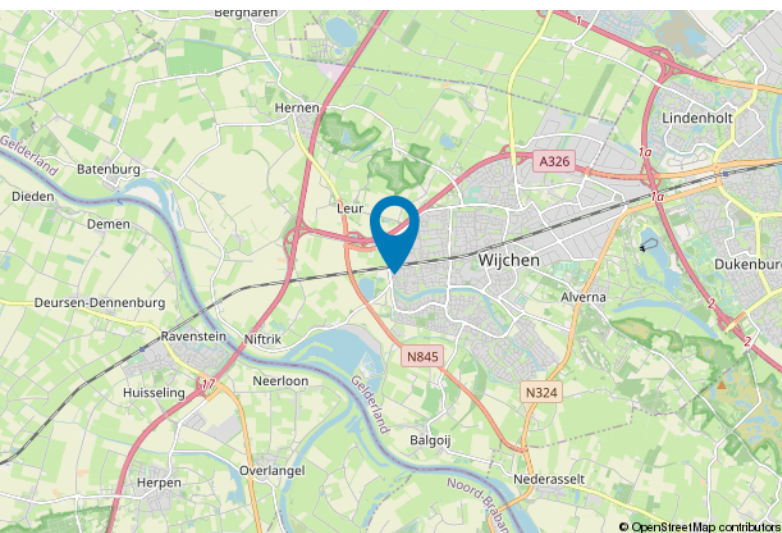 Bergharen
1
Hernen
Lindenholt
Gelderland
1a
A326
Batenburg
1a
Dieden
Leur
Demen
Wijchen
Dukenburg
Alverna
Deursen-Dennenburg
2
Ravenstein
Niftrik
2
N845
17
Neerloon
Huisseling
Gelderland
N324
Balgoij
Overlangel
Herpen
Nederasselt
Noord-Braban
© OpenStreetMap contributors